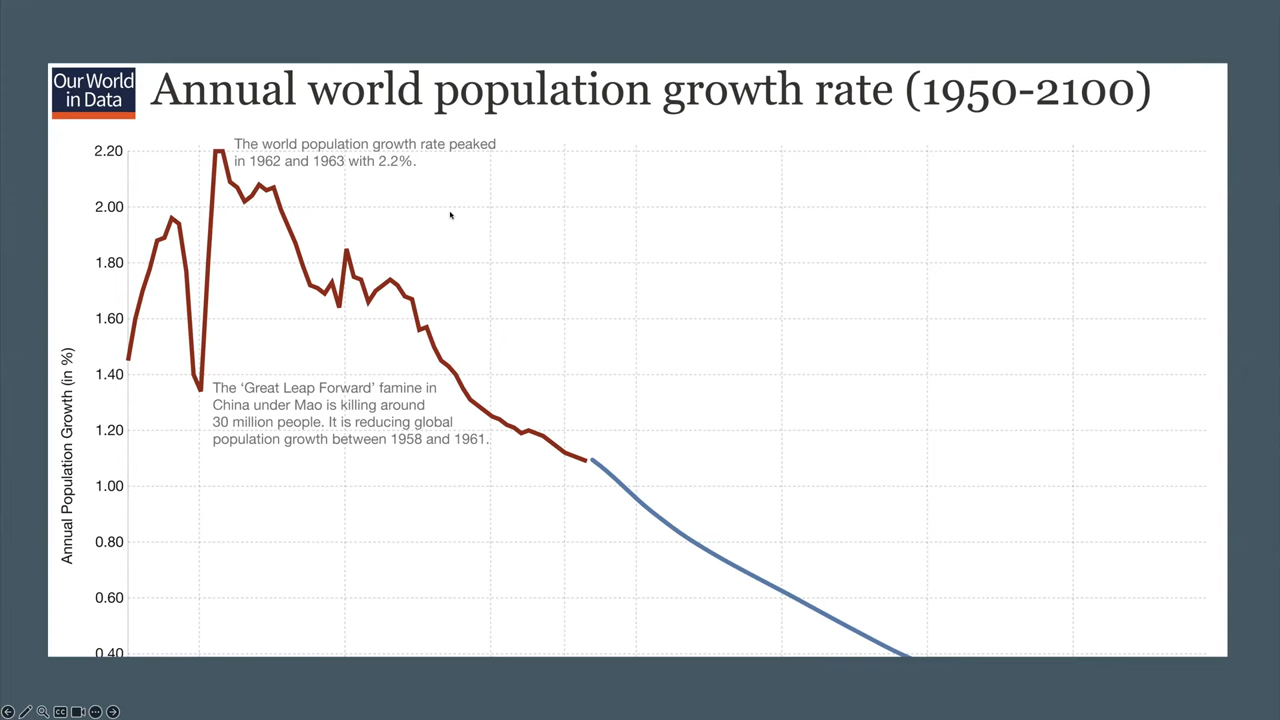 Our World
in Data
Annual world population growth rate (1950-2100)
The world population growth rate peaked
in 1962 and 1963 with 2.2%.
2.20
2.00
1.80
1.60
1.40
1.20
1.00
0.80
0.60
0.40
Annual Population Growth (in %)
The ‘Great Leap Forward’ famine in
China under Mao is killing around
30 million people. It is reducing global
population growth between 1958 and 1961.
CC